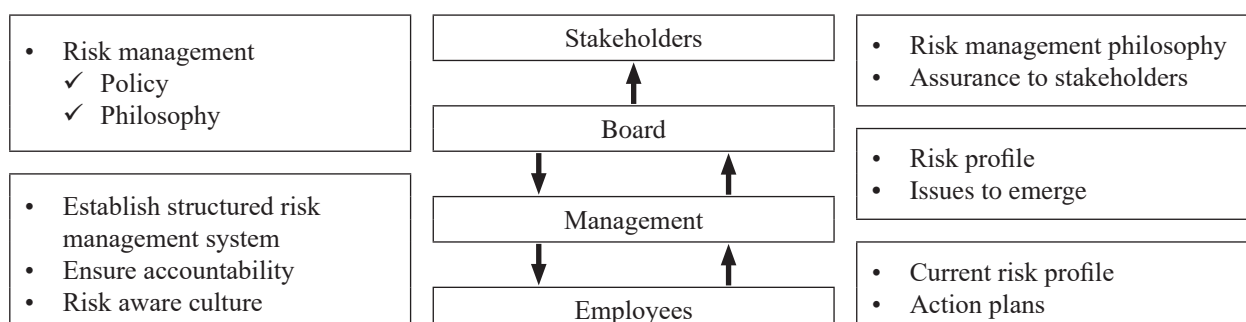 • Risk management
✓ Policy
✓ Philosophy
• Establish structured risk
management system
• Ensure accountability
• Risk aware culture
Stakeholders
Board
Management
Employees
• Risk management philosophy
• Assurance to stakeholders
• Risk profile
• Issues to emerge
• Current risk profile
• Action plans